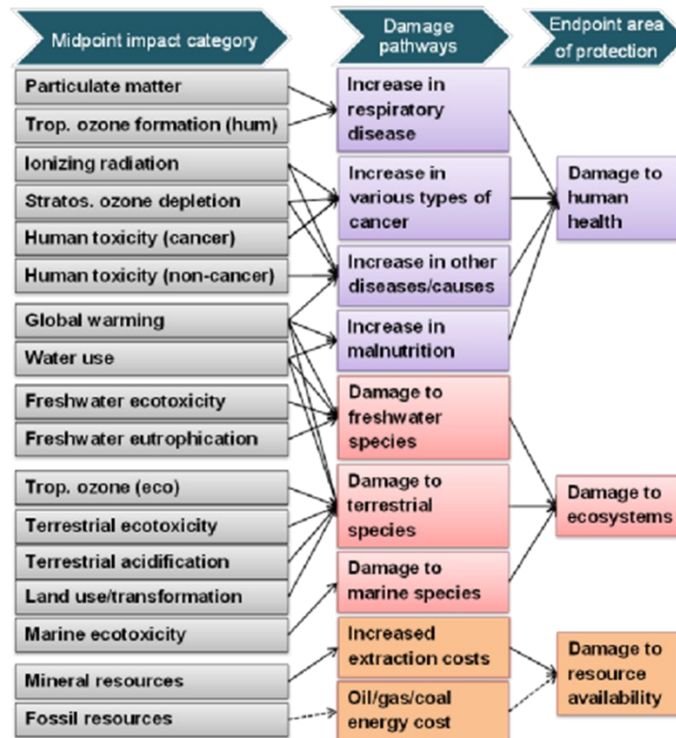 Midpoint impact category
Damage
pathways
Endpoint area
of protection
Particulate matter
Trop. ozone formation (hum)
Ionizing radiation
Stratos. ozone depletion
Human toxicity (cancer)
Human toxicity (non-cancer)
Global warming
Water use
Freshwater ecotoxicity
Freshwater eutrophication
Trop. ozone (eco)
Terrestrial ecotoxicity
Terrestrial acidification
Land use/transformation
Marine ecotoxicity
Mineral resources
Fossil resources
Increase in
respiratory
disease
Increase in
various types of
cancer
Increase in other
diseases/causes
Increase in
malnutrition
Damage to
freshwater
species
Damage to
terrestrial
species
Damage to
marine species
Increased
extraction costs
Oil/gas/coal
energy cost
Damage to
human
health
Damage to
ecosystems
Damage to
resource
availability